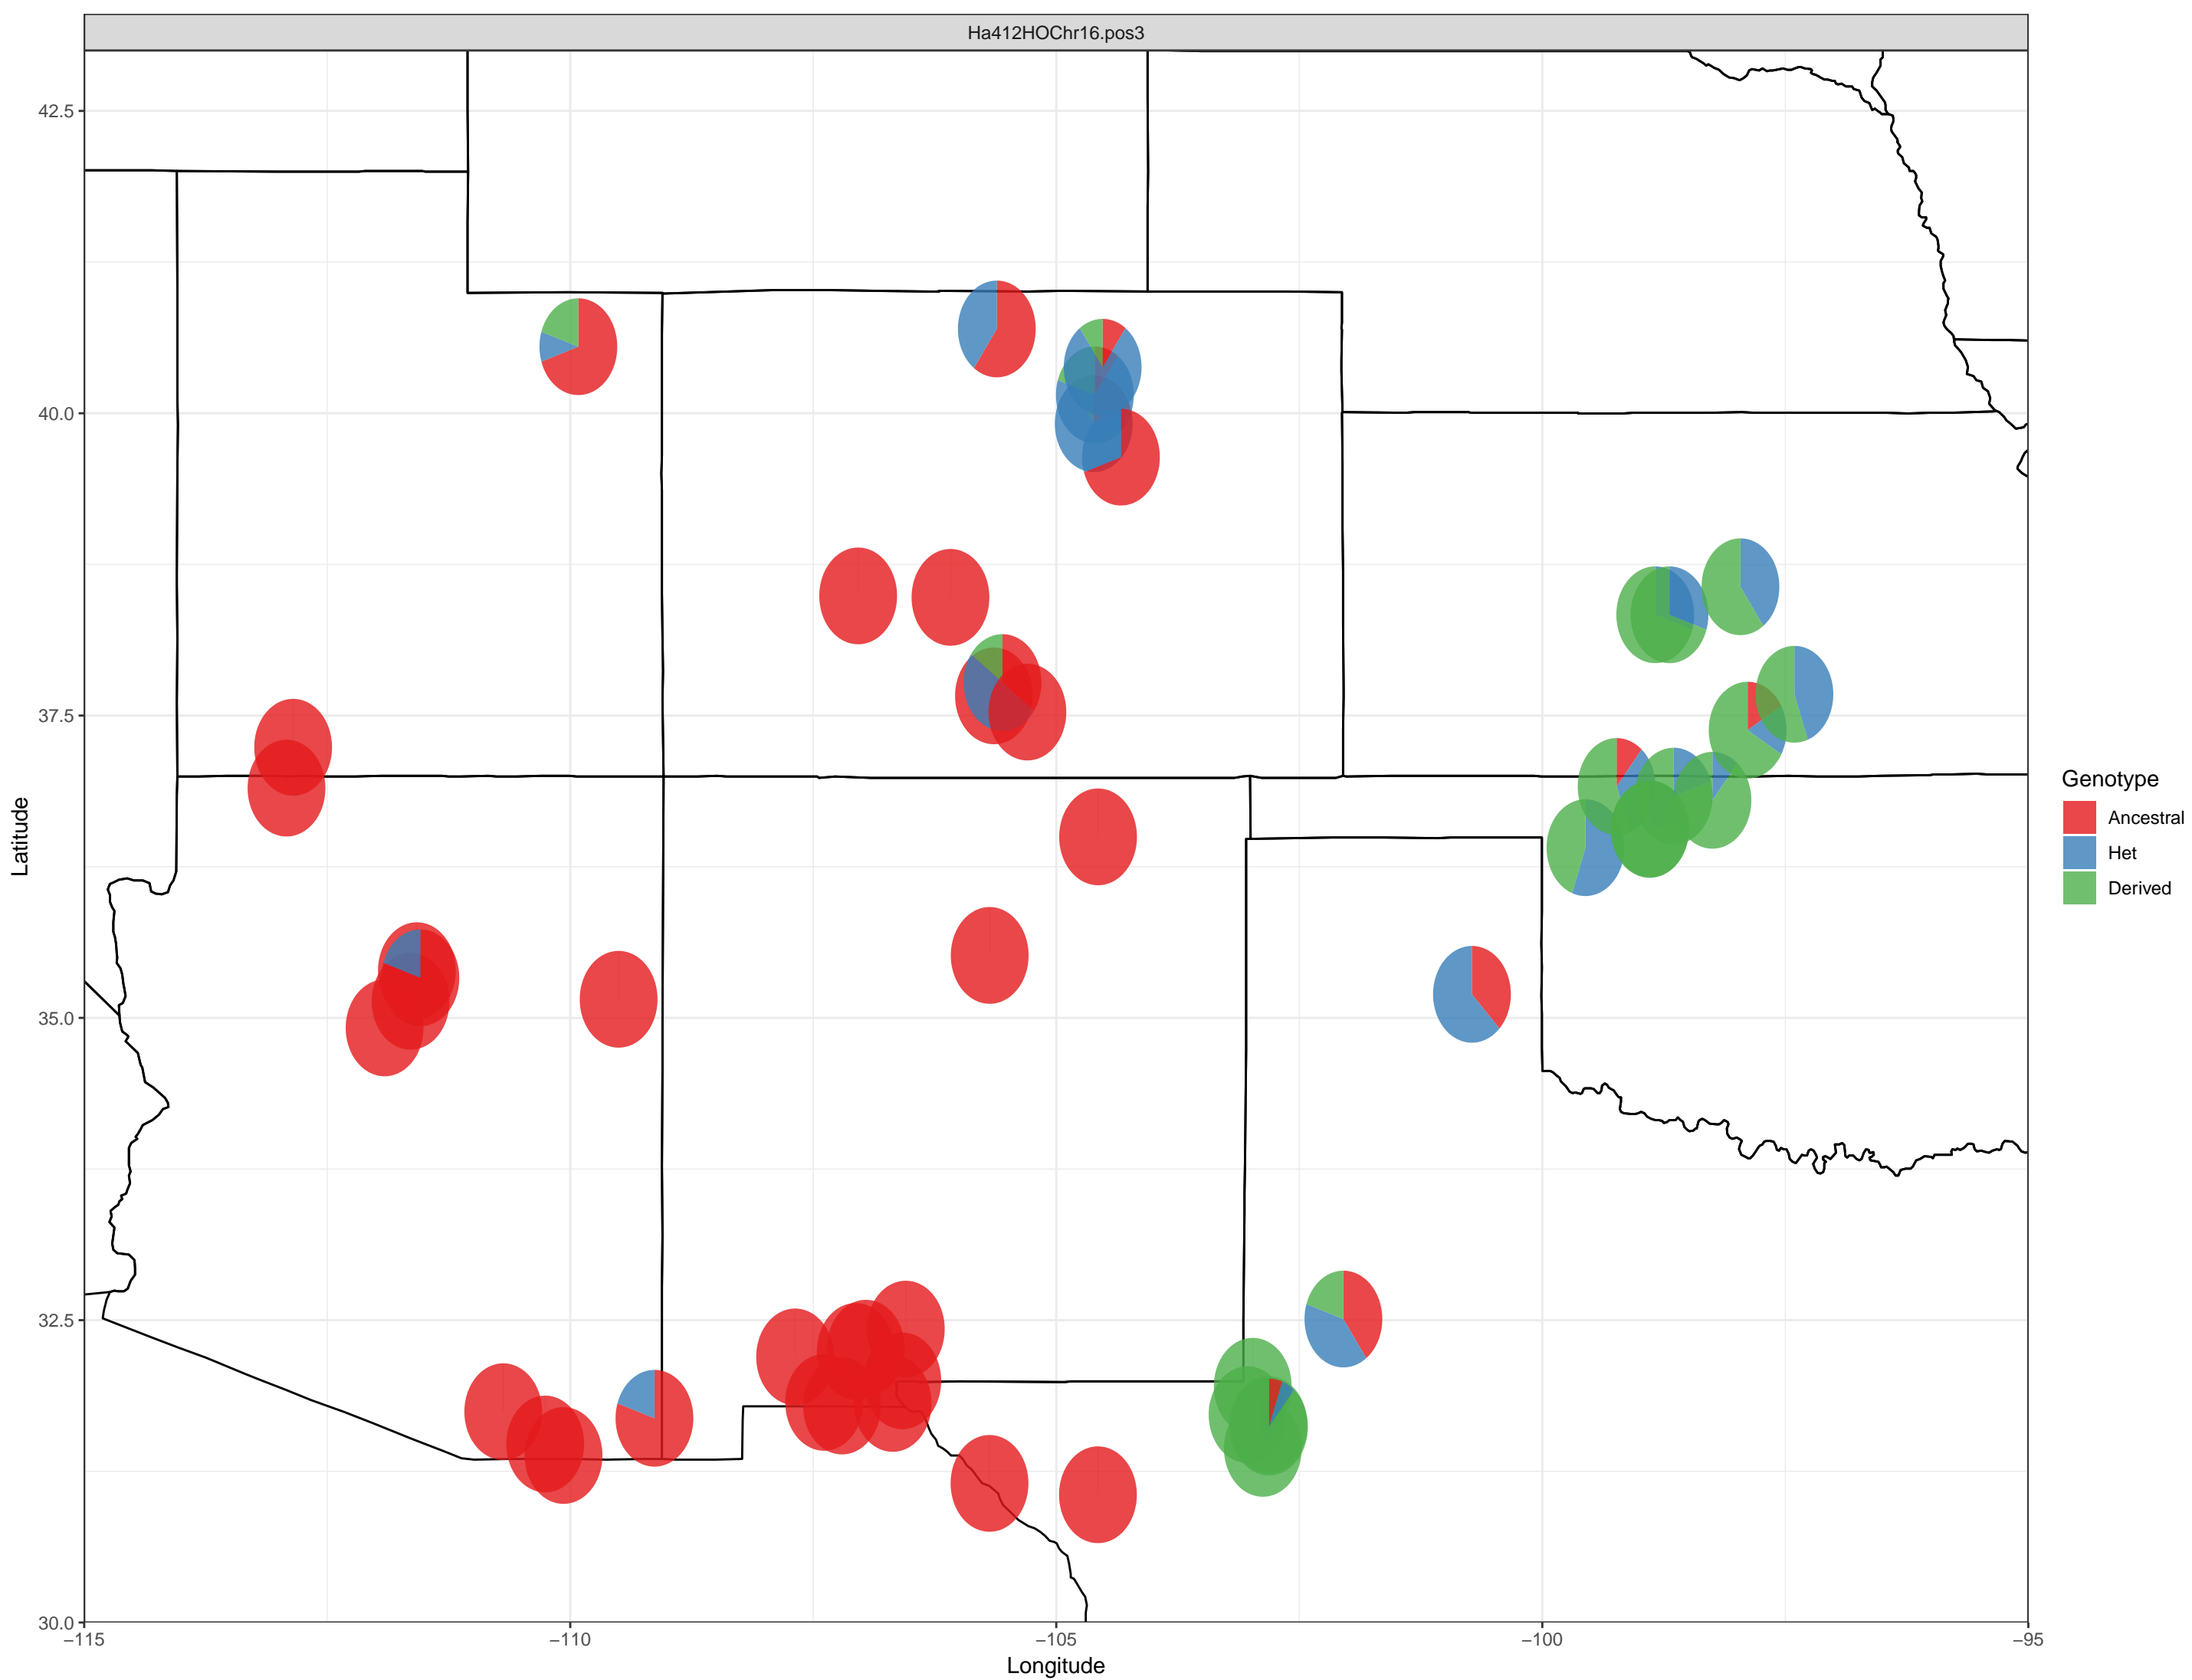 Ha412HOChr16.pos3
42.5
40.0
37.5
35.0
32.5
30.0
Latitude
−115
−110
−105
−100
−95
Longitude
Genotype
Ancestral
Het
Derived